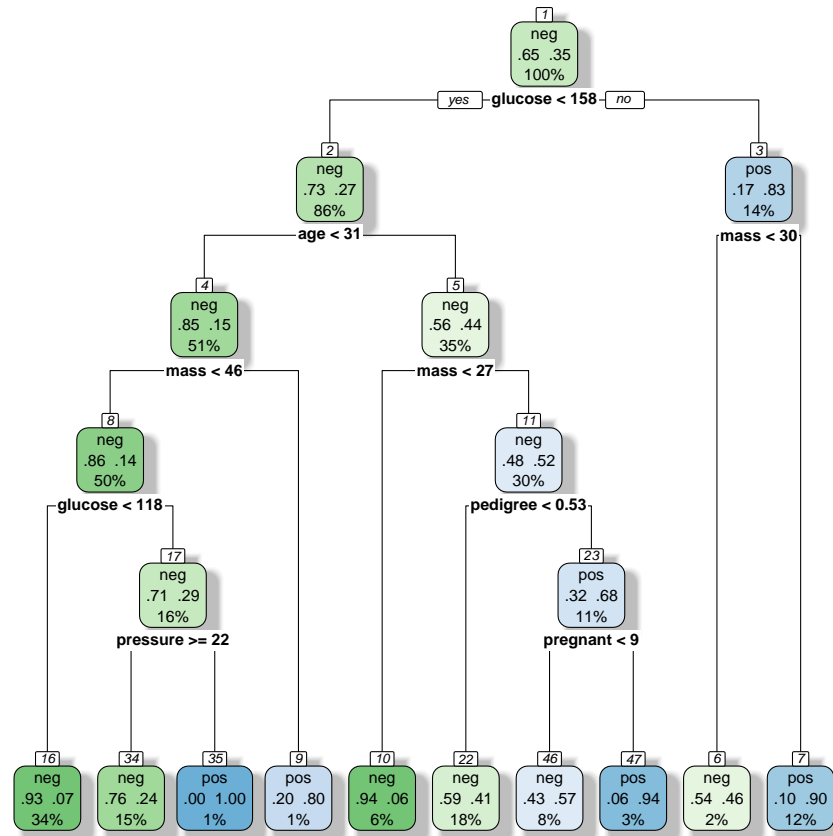 1
neg
.65 .35
100%
yes glucose < 158 no
2
neg
.73 .27
86%
age < 31
3
pos
.17 .83
14%
mass < 30
4
neg
.85 .15
51%
mass < 46
5
neg
.56 .44
35%
mass < 27
8
neg
.86 .14
50%
glucose < 118
11
neg
.48 .52
30%
pedigree < 0.53
17
neg
.71 .29
16%
pressure >= 22
23
pos
.32 .68
11%
pregnant < 9
16
neg
.93 .07
34%
34
neg
.76 .24
15%
35
pos
.00 1.00
1%
9
pos
.20 .80
1%
10
neg
.94 .06
6%
22
neg
.59 .41
18%
46
neg
.43 .57
8%
47
pos
.06 .94
3%
6
neg
.54 .46
2%
7
pos
.10 .90
12%